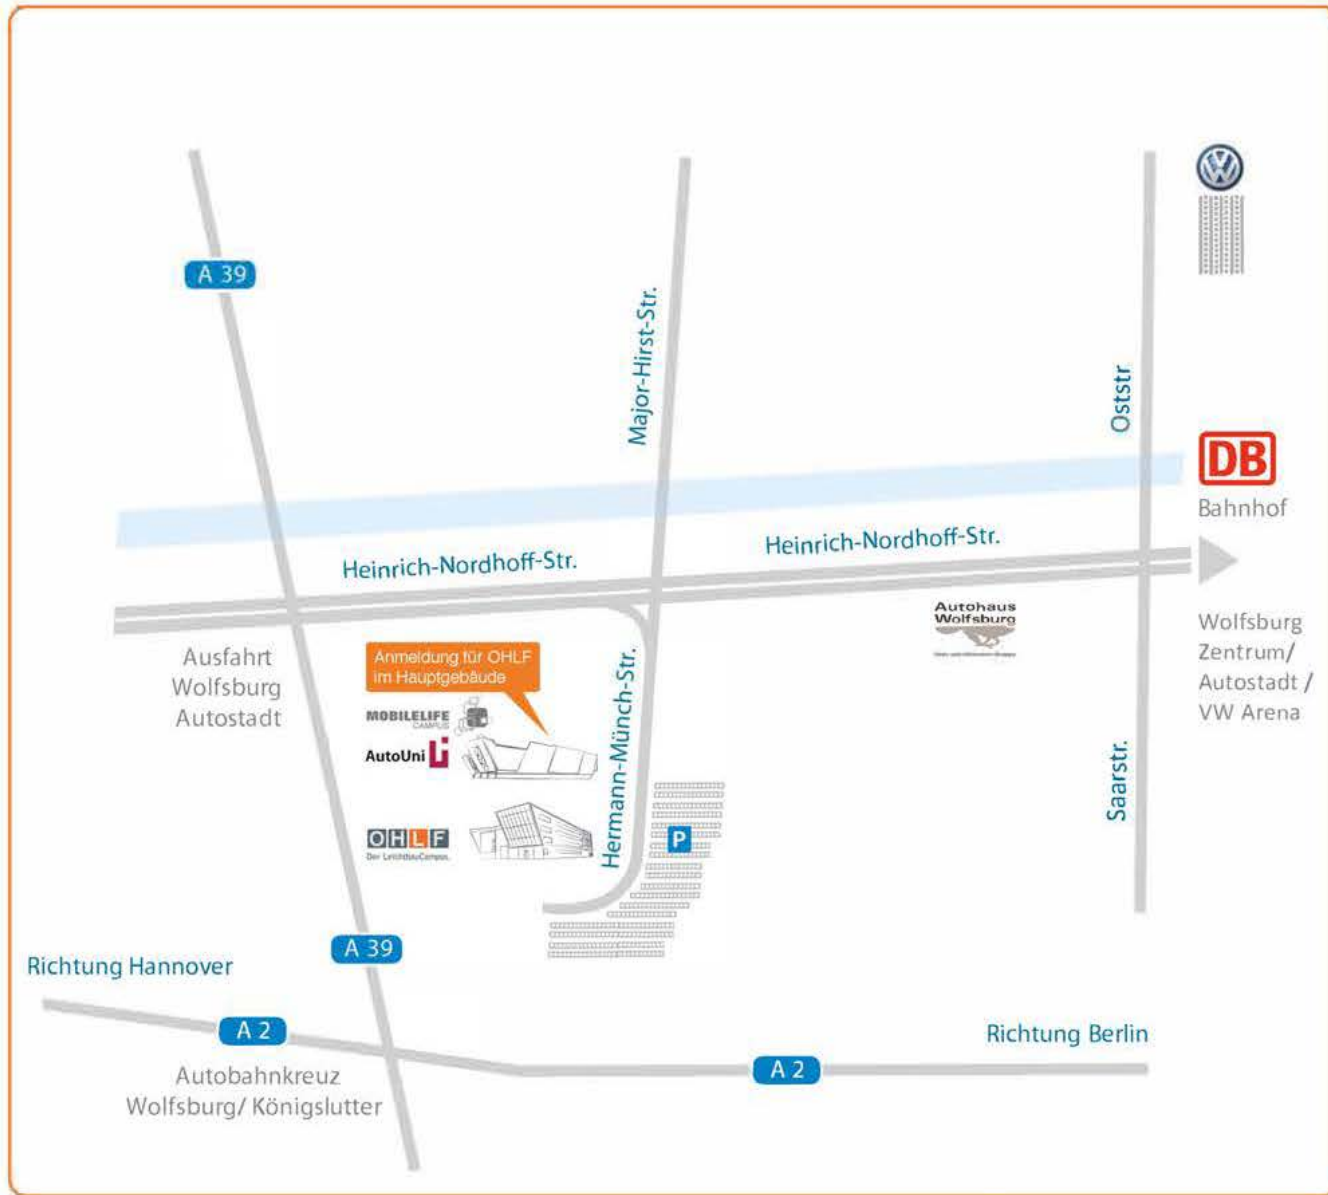 A 39
Major-Hirst-Str.
Oststr
DB
Bahnhof
Heinrich-Nordhoff-Str.
Heinrich-Nordhoff-Str.
Autohaus
Wolfsburg
Wolfsburg
Zentrum/
Autostadt /
VW Arena
Ausfahrt
Wolfsburg
Autostadt
Anmeldung für OHLF
im Hauptgebäude
MOBILELIFE
CAMPUS
AutoUni
Hermann-Münch-Str.
Saarstr.
P
OHLF
Der LeichtbauCampus.
A 39
Richtung Hannover
A 2
Richtung Berlin
A 2
Autobahnkreuz
Wolfsburg/ Königslutter